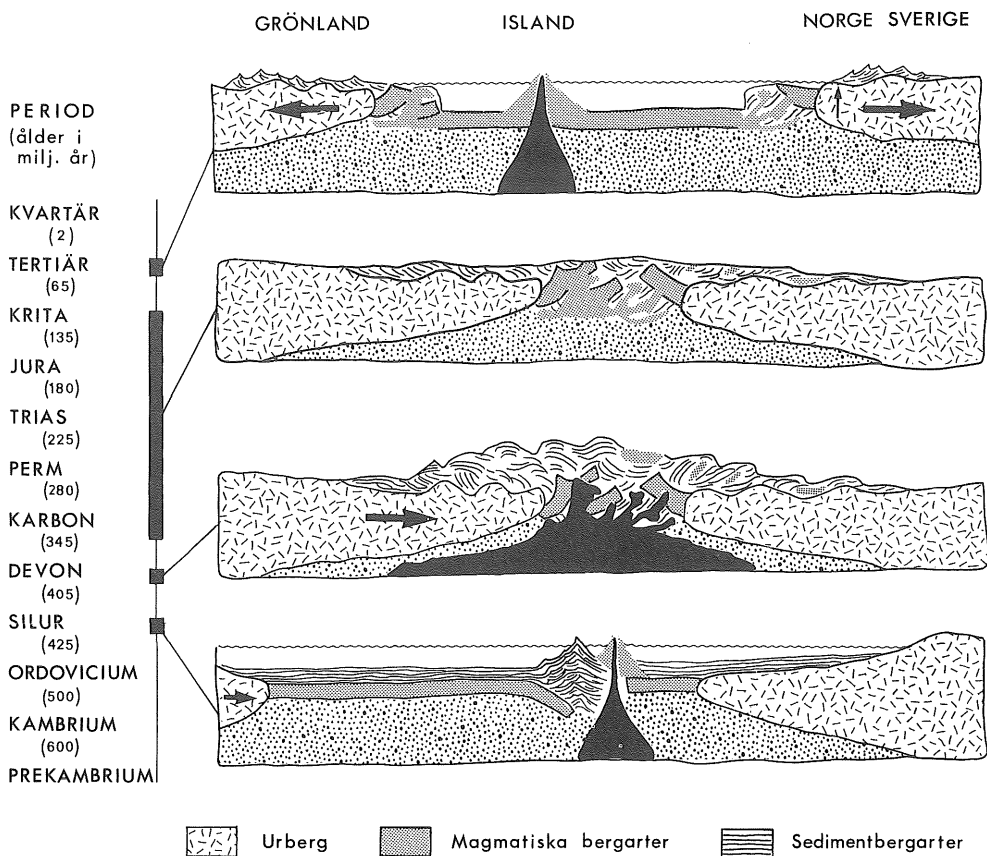 GRÖNLAND ISLAND NORGE SVERIGE
PERIOD
(ålder i
milj. år)
KVARTÄR
(2)
TERTIÄR
(65)
KRITA
(135)
JURA
(180)
TRIAS
(225)
PERM
(280)
KARBON
(345)
DEVON
(405)
SILUR
(425)
ORDOVICIUM
(500)
KAMBRIUM
(600)
PREKAMBRIUM
Urberg Magmatiska bergarter Sedimentbergarter